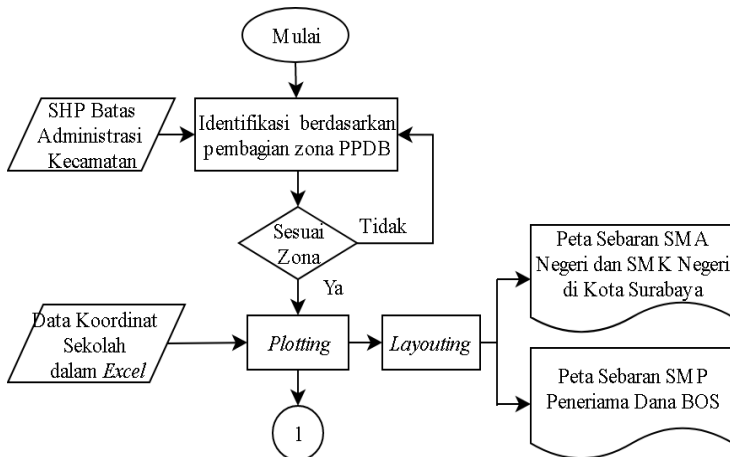 Mulai
SHP Batas
Administrasi
Kecamatan
Identifikasi berdasarkan
pembagian zona PPDB
Sesuai
Zona
Tidak
Ya
Peta Sebaran SMA
Negeri dan SMK Negeri
di Kota Surabaya
Data Koordinat
Sekolah
dalam Excel
Plotting
Layouting
Peta Sebaran SMP
Peneriama Dana BOS
1